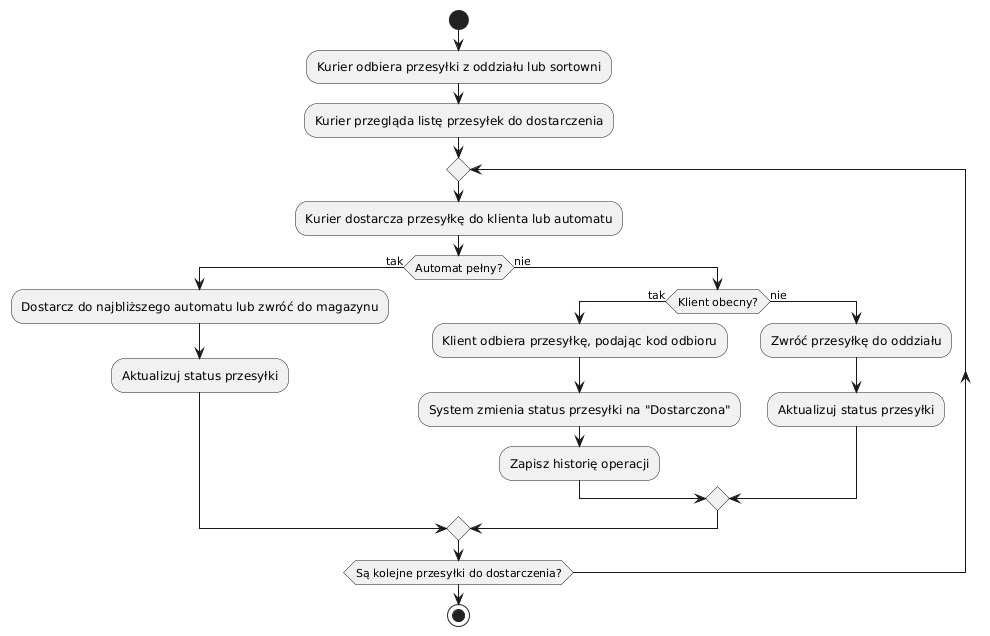 Kurier odbiera przesyłki z oddziału lub sortowni
Kurier przegląda listę przesyłek do dostarczenia
Kurier dostarcza przesyłkę do klienta lub automatu
tak
Automat pełny?
nie
Dostarcz do najbliższego automatu lub zwróć do magazynu
Aktualizuj status przesyłki
tak
Klient obecny?
nie
Klient odbiera przesyłkę, podając kod odbioru
System zmienia status przesyłki na "Dostarczona"
Zapisz historię operacji
Zwróć przesyłkę do oddziału
Aktualizuj status przesyłki
Są kolejne przesyłki do dostarczenia?